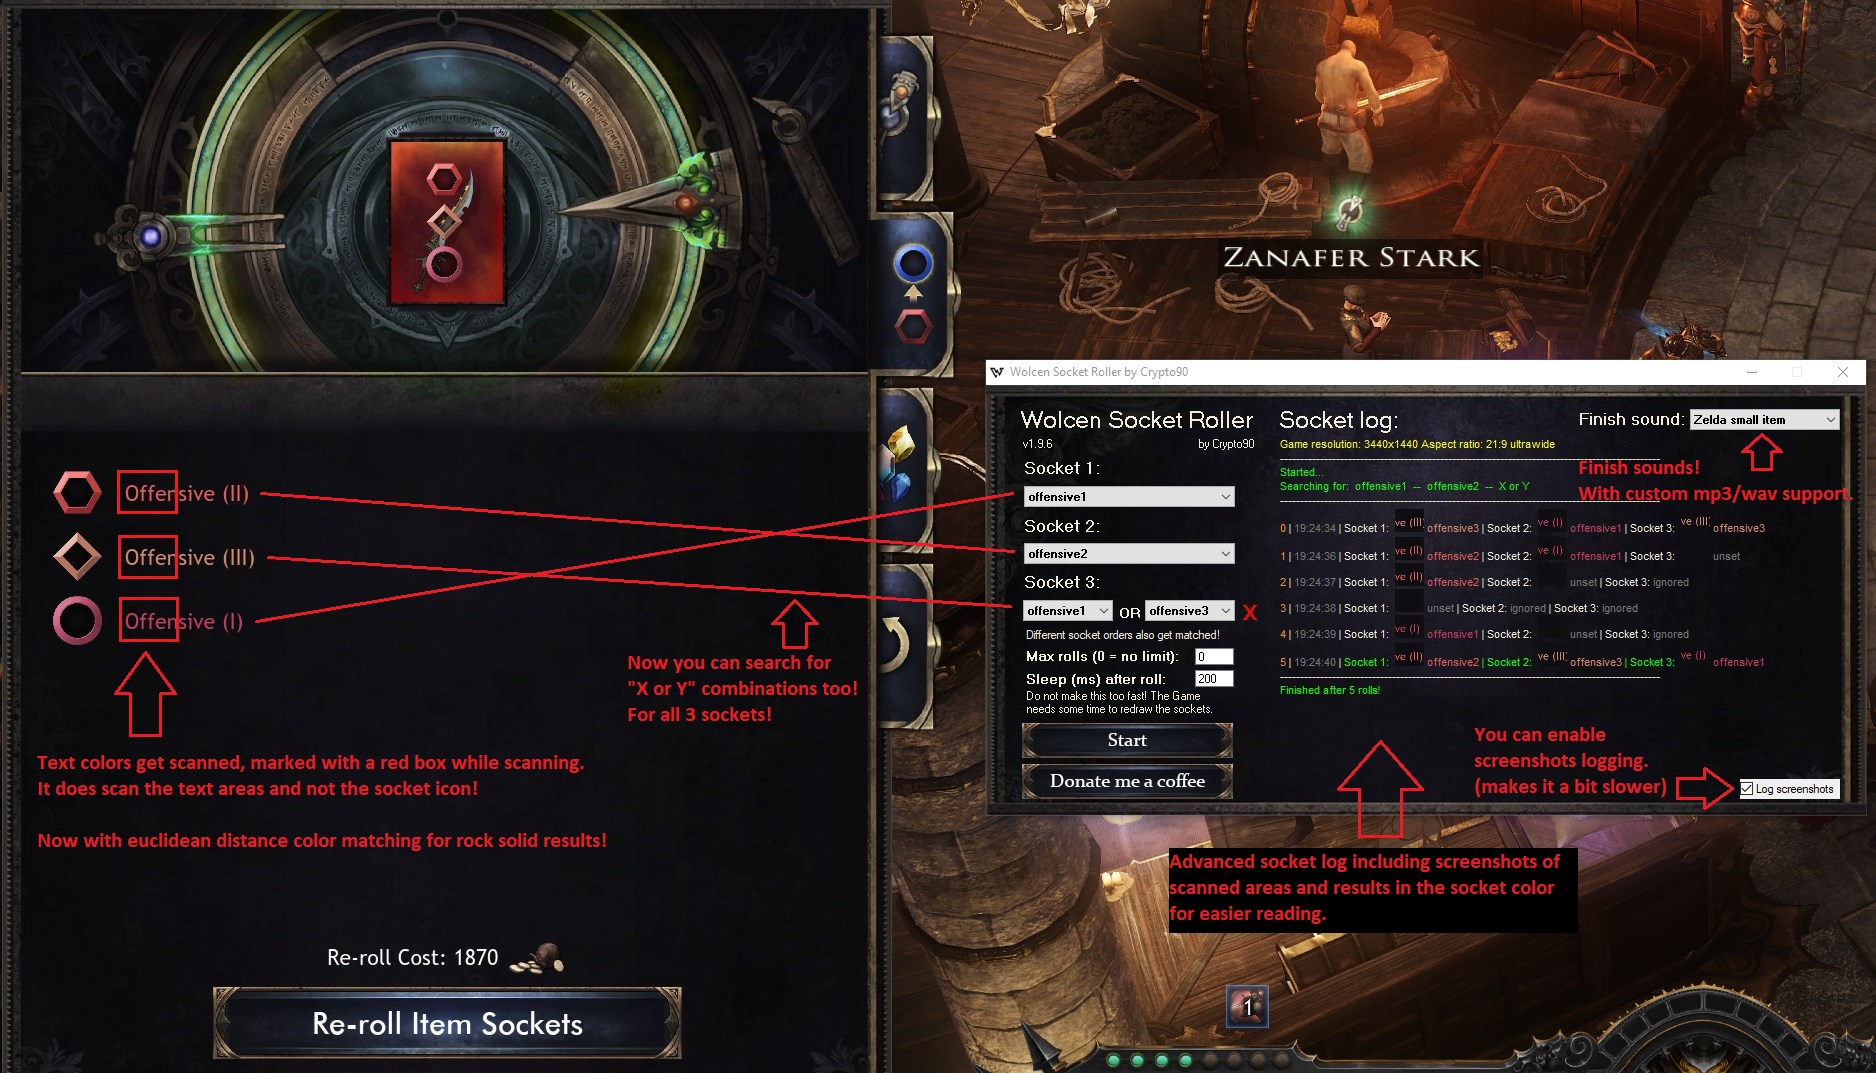 Offensive (II)
Offensive (III)
Offensive (I)
Text colors get scanned, marked with a red box while scanning.
It does scan the text areas and not the socket icon!
Now with euclidean distance color matching for rock solid results!
Now you can search for
"X or Y" combinations too!
For all 3 sockets!
Re-roll Cost: 1870
Re-roll Item Sockets
ZANAFER STARK
Wolcen Socket Roller by Crypto90
Wolcen Socket Roller
v1.9.6
by Crypto90
Socket 1:
offensive1
Socket 2:
offensive2
Socket 3:
offensive1 OR offensive3 X
Different socket orders also get matched!
Max rolls (0 = no limit): 0
Sleep (ms) after roll: 200
Do not make this too fast! The Game
needs some time to redraw the sockets.
Start
Donate me a coffee
Socket log:
Finish sound: Zelda small item
Game resolution: 3440x1440 Aspect ratio: 21:9 ultrawide
Started...
Searching for: offensive1 -- offensive2 -- X or Y
Finish sounds!
With custom mp3/wav support.
0 | 19:24:34 | Socket 1: ve (III) offensive3 | Socket 2: ve (I) offensive1 | Socket 3: ve (III) offensive3
1 | 19:24:36 | Socket 1: ve (II) offensive2 | Socket 2: ve (I) offensive1 | Socket 3: unset
2 | 19:24:37 | Socket 1: ve (II) offensive2 | Socket 2: unset | Socket 3: ignored
3 | 19:24:38 | Socket 1: unset | Socket 2: ignored | Socket 3: ignored
4 | 19:24:39 | Socket 1: ve (I) offensive1 | Socket 2: unset | Socket 3: ignored
5 | 19:24:40 | Socket 1: ve (II) offensive2 | Socket 2: ve (III) offensive3 | Socket 3: ve (I) offensive1
Finished after 5 rolls!
You can enable
screenshots logging.
(makes it a bit slower)
Log screenshots
Advanced socket log including screenshots of
scanned areas and results in the socket color
for easier reading.
1